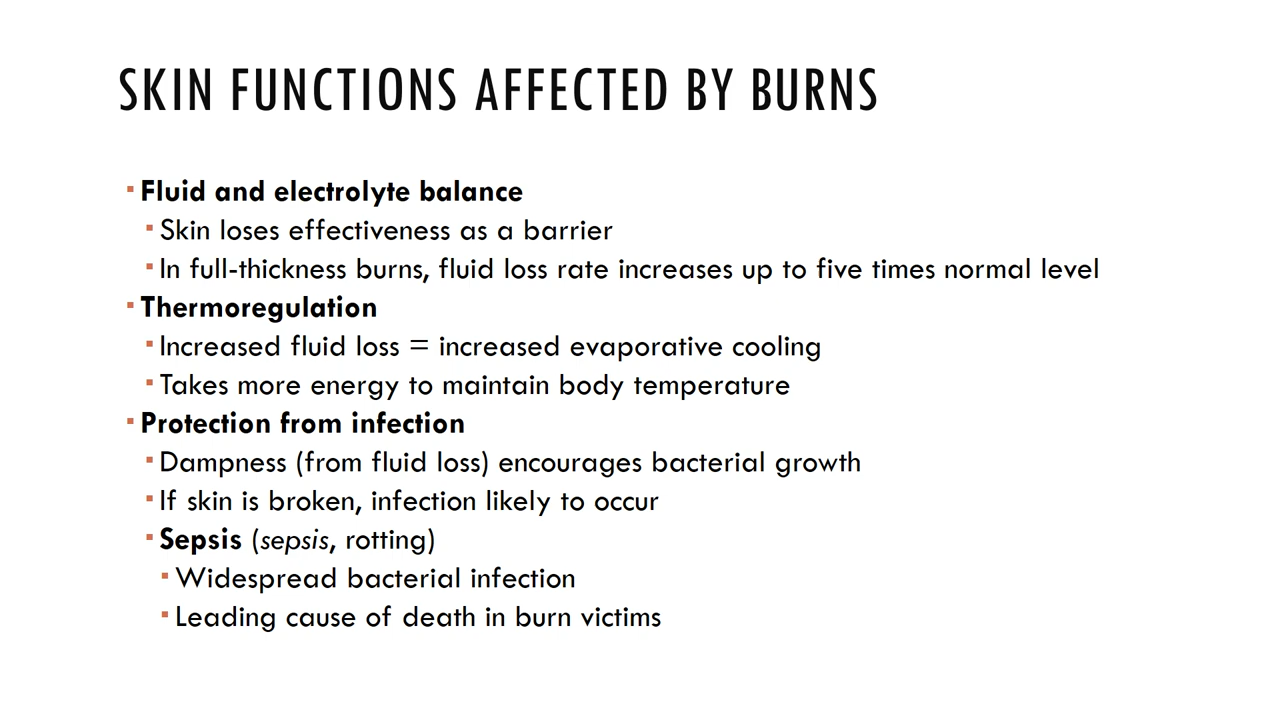 SKIN FUNCTIONS AFFECTED BY BURNS
Fluid and electrolyte balance
Skin loses effectiveness as a barrier
In full-thickness burns, fluid loss rate increases up to five times normal level
Thermoregulation
Increased fluid loss = increased evaporative cooling
Takes more energy to maintain body temperature
Protection from infection
Dampness (from fluid loss) encourages bacterial growth
If skin is broken, infection likely to occur
Sepsis (sepsis, rotting)
Widespread bacterial infection
Leading cause of death in burn victims